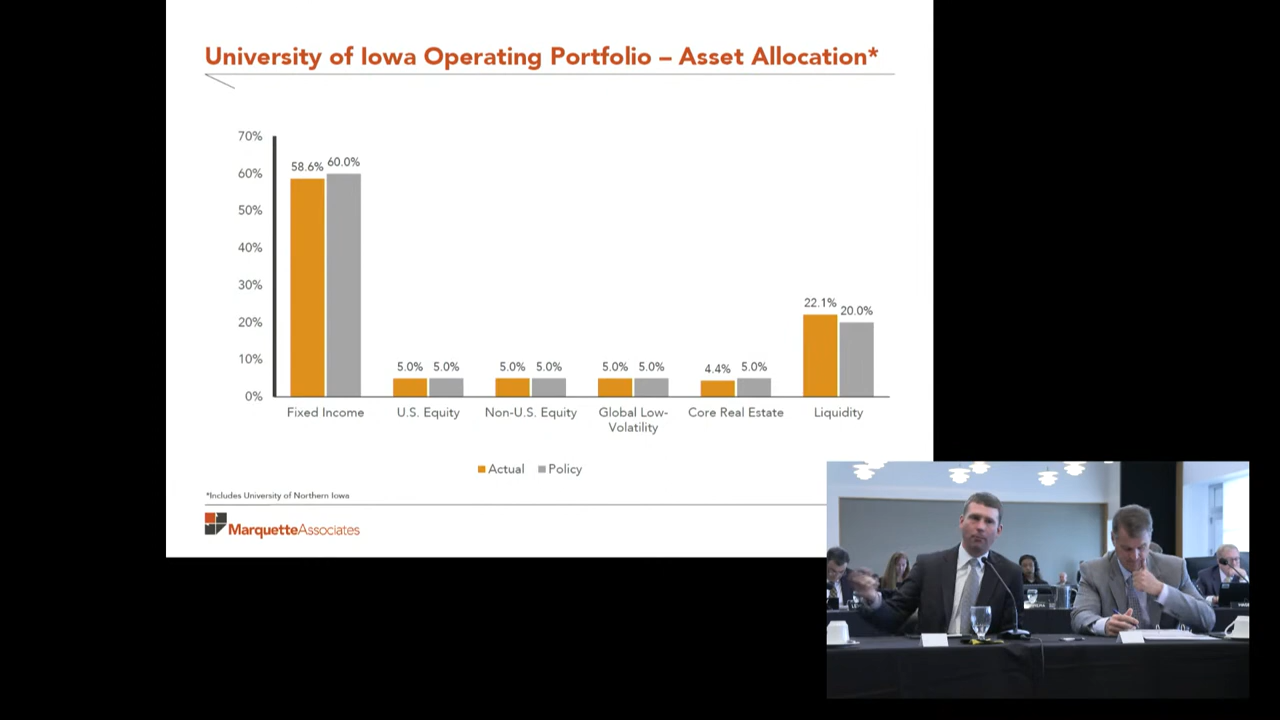 University of Iowa Operating Portfolio – Asset Allocation*
70%
60%
50%
40%
30%
20%
10%
0%
58.6% 60.0%
5.0% 5.0%
5.0% 5.0%
5.0% 5.0%
4.4% 5.0%
22.1% 20.0%
Fixed Income
U.S. Equity
Non-U.S. Equity
Global Low-
Volatility
Core Real Estate
Liquidity
Actual Policy
*Includes University of Northern Iowa
MarquetteAssociates